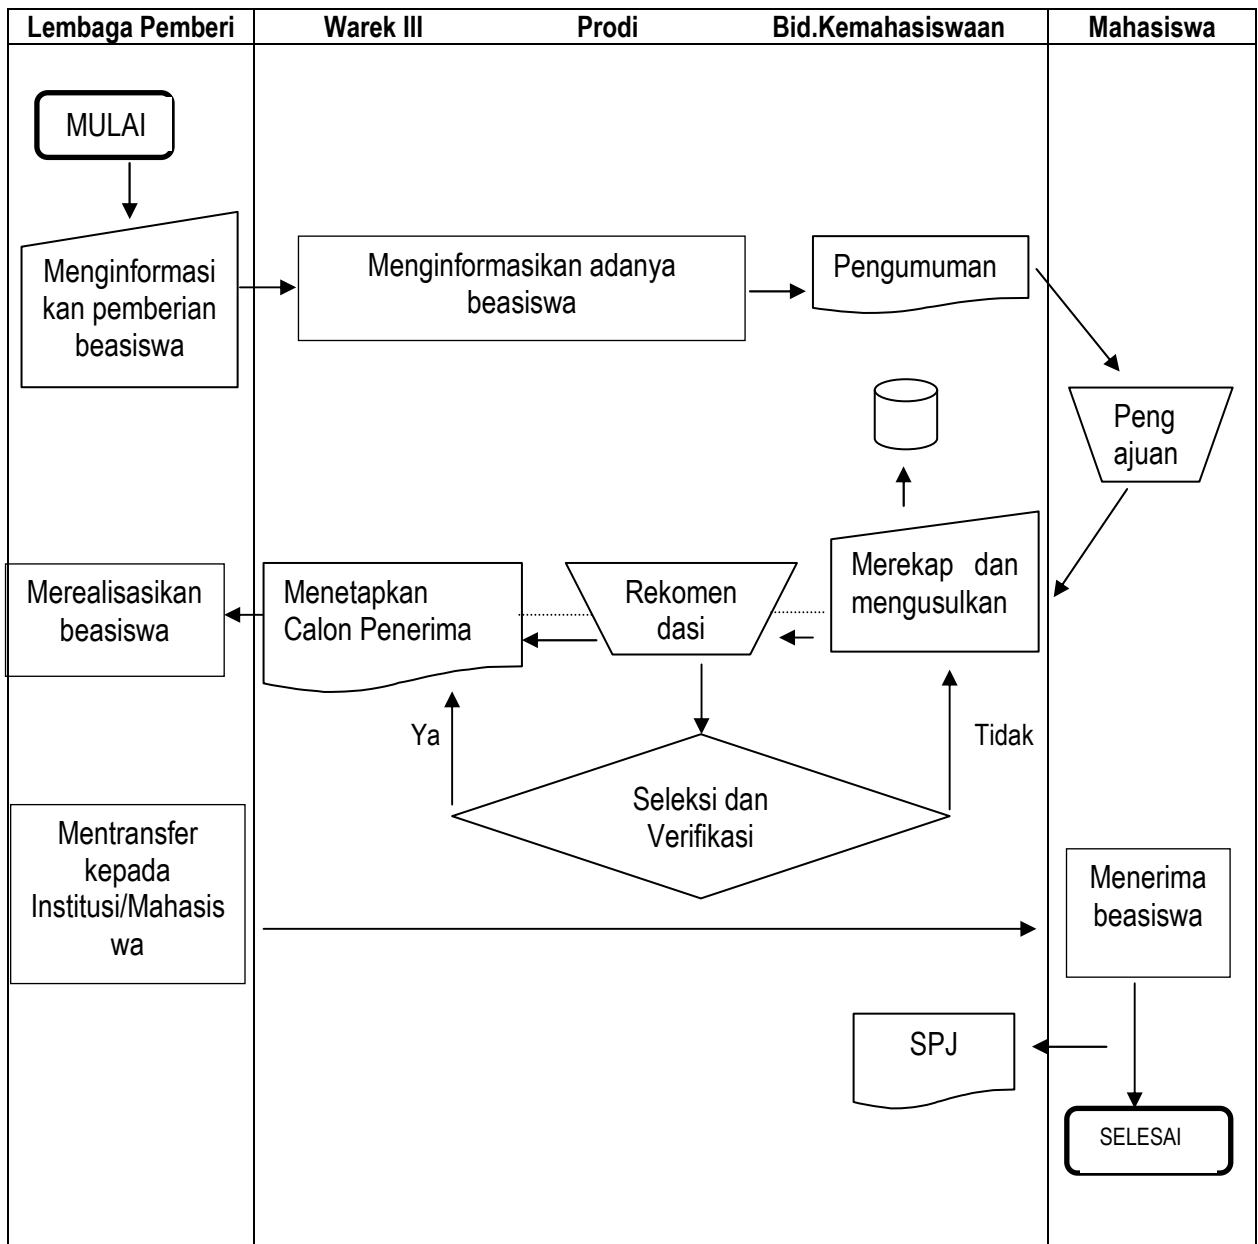 Lembaga Pemberi Warek III Prodi Bid.Kemahasiswaan Mahasiswa
MULAI
Menginformasi
kan pemberian
beasiswa
Menginformasikan adanya
beasiswa
Pengumuman
Peng
ajuan
Merealisasikan
beasiswa
Menetapkan
Calon Penerima
Rekomen
dasi
Merekap dan
mengusulkan
Ya
Tidak
Seleksi dan
Verifikasi
Mentransfer
kepada
Institusi/Mahasis
wa
Menerima
beasiswa
SPJ
SELESAI